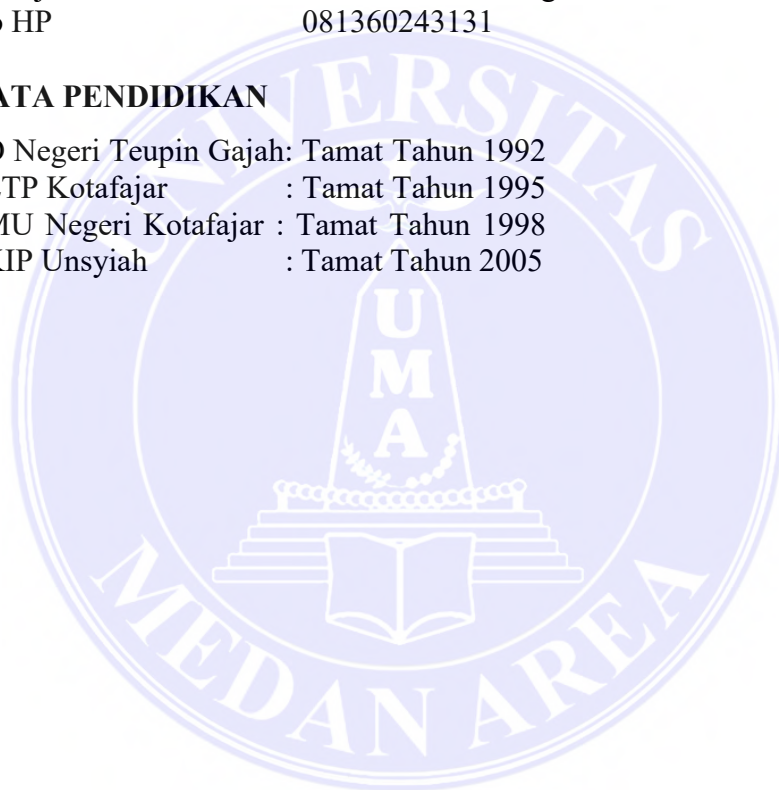 HP 081360243131
ATA PENDIDIKAN
Negeri Teupin Gajah: Tamat Tahun 1992
TP Kotafajar : Tamat Tahun 1995
MU Negeri Kotafajar : Tamat Tahun 1998
KIP Unsyiah : Tamat Tahun 2005
UNIVERSITAS
U
M
A
MEDAN AREA